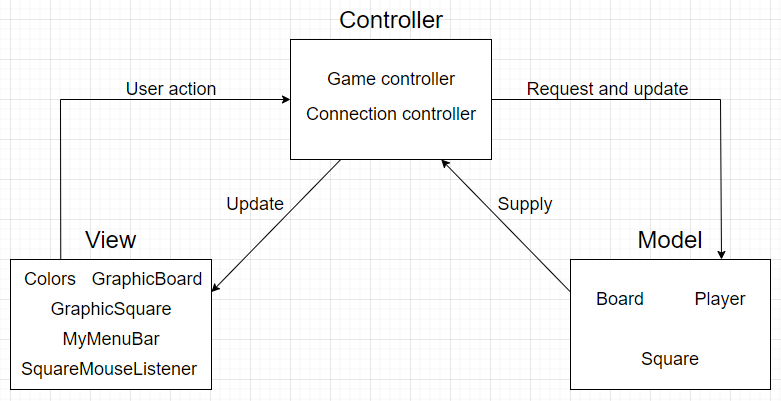 Controller
Game controller
Connection controller
User action
Request and update
Update
Supply
View
Colors GraphicBoard
GraphicSquare
MyMenuBar
SquareMouseListener
Model
Board Player
Square